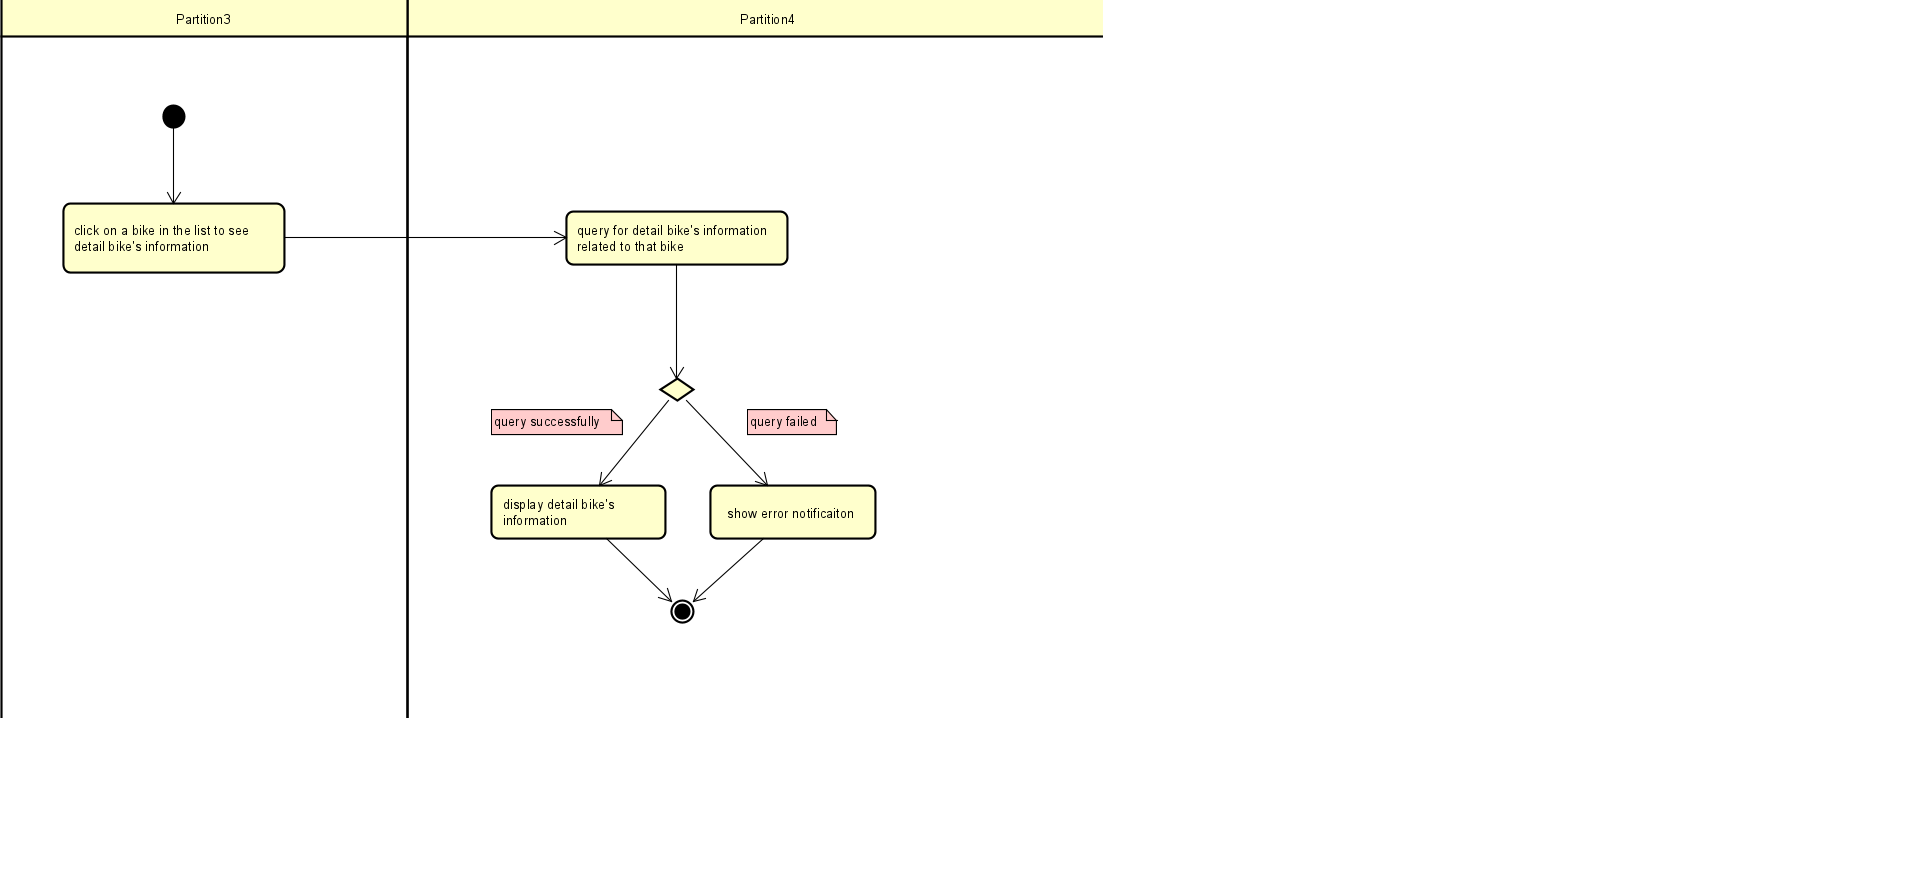 Partition3
Partition4
click on a bike in the list to see
detail bike's information
query for detail bike's information
related to that bike
query successfully
query failed
display detail bike's
information
show error notificaiton